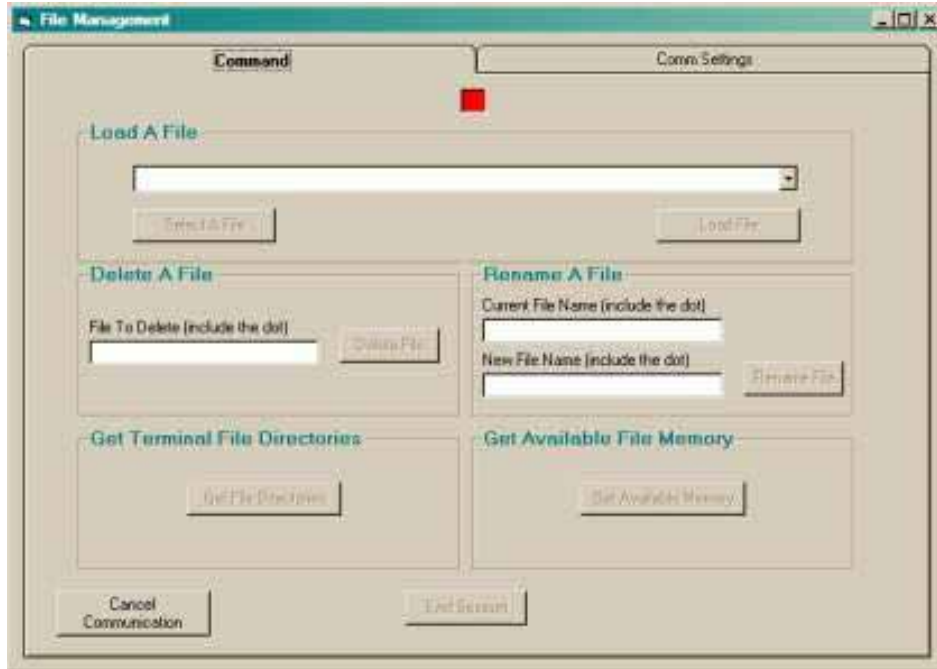 File Management
Command
Comm Settings
Load A File
Select A File
Load File
Delete A File
File To Delete (include the dot)
Delete File
Rename A File
Current File Name (include the dot)
New File Name (include the dot)
Rename File
Get Terminal File Directories
Get File Directories
Get Available File Memory
Get Available Memory
Cancel
Communication
End Session